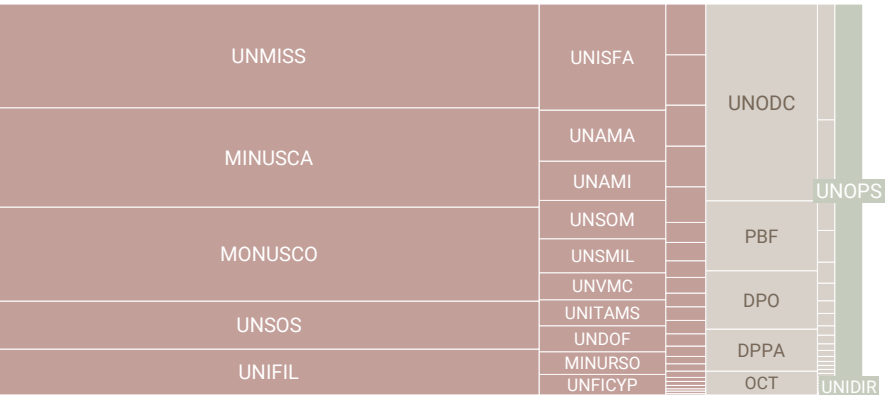 UNMISS
MINUSCA
MONUSCO
UNSOS
UNIFIL
UNISFA
UNAMA
UNAMI
UNSOM
UNSMIL
UNVMC
UNITAMS
UNDOF
MINURSO
UNFICYP
UNODC
PBF
DPO
DPPA
OCT
UNOPS
UNIDIR